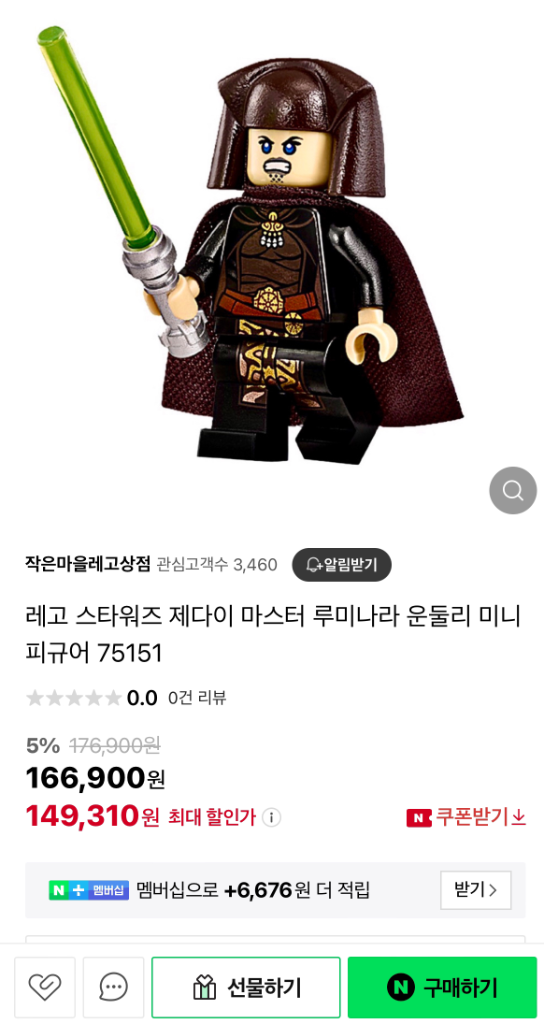 작은마을레고상점 관심고객수 3,460 알림받기
레고 스타워즈 제다이 마스터 루미나라 운둘리 미니
피규어 75151
0.0 0건 리뷰
5% 176,900원
166,900원
149,310원 최대 할인가 쿠폰받기
N+ 멤버십 멤버십으로 +6,676원 더 적립 받기
선물하기 N 구매하기